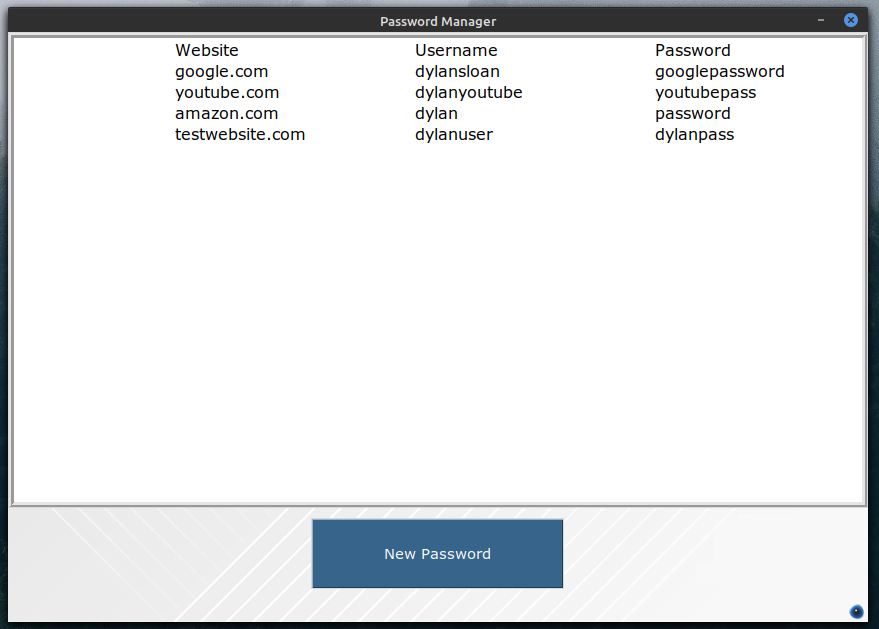 Password Manager
Website Username Password
google.com dylansloan googlepassword
youtube.com dylanyoutube youtubepass
amazon.com dylan password
testwebsite.com dylanuser dylanpass
New Password